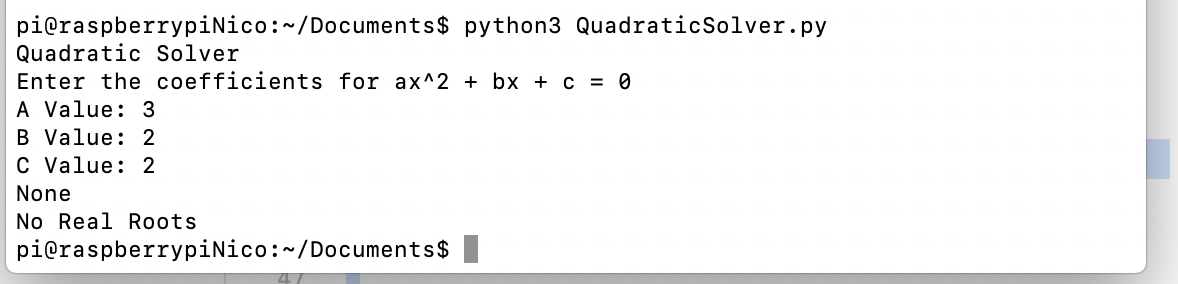 pi@raspberrypiNico:~/Documents$ python3 QuadraticSolver.py
Quadratic Solver
Enter the coefficients for ax^2 + bx + c = 0
A Value: 3
B Value: 2
C Value: 2
None
No Real Roots
pi@raspberrypiNico:~/Documents$
47